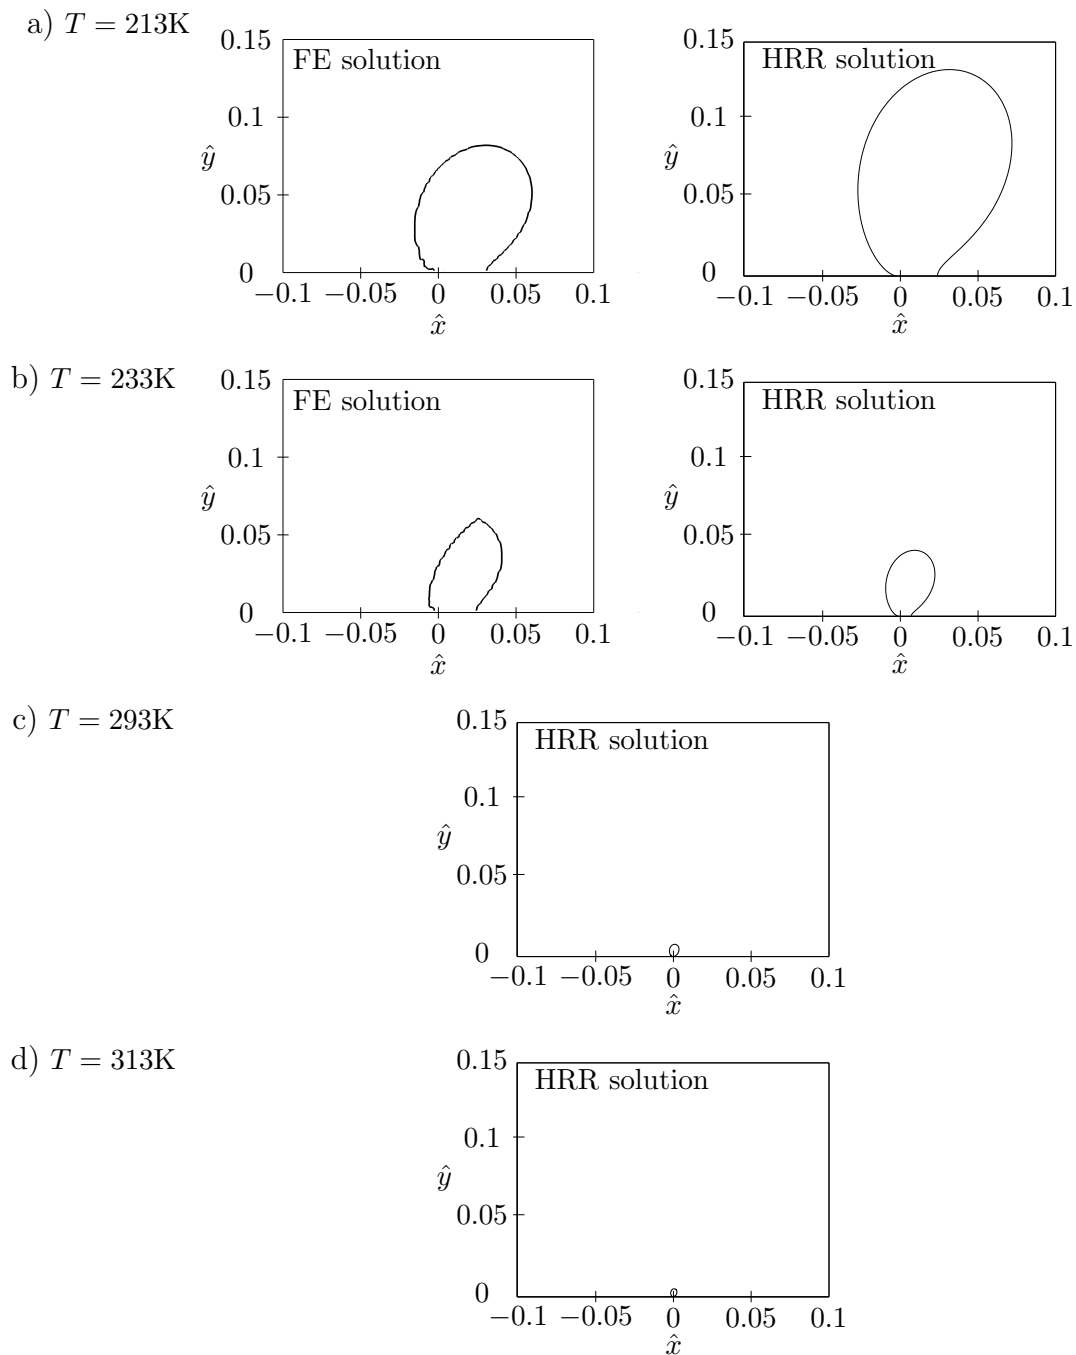 a) T = 213K
0.15
FE solution
0.1
ŷ
0.05
0
−0.1 −0.05 0 0.05 0.1
x̂
0.15
HRR solution
0.1
ŷ
0.05
0
−0.1 −0.05 0 0.05 0.1
x̂
b) T = 233K
0.15
FE solution
0.1
ŷ
0.05
0
−0.1 −0.05 0 0.05 0.1
x̂
0.15
HRR solution
0.1
ŷ
0.05
0
−0.1 −0.05 0 0.05 0.1
x̂
c) T = 293K
0.15
HRR solution
0.1
ŷ
0.05
0
−0.1 −0.05 0 0.05 0.1
x̂
d) T = 313K
0.15
HRR solution
0.1
ŷ
0.05
0
−0.1 −0.05 0 0.05 0.1
x̂